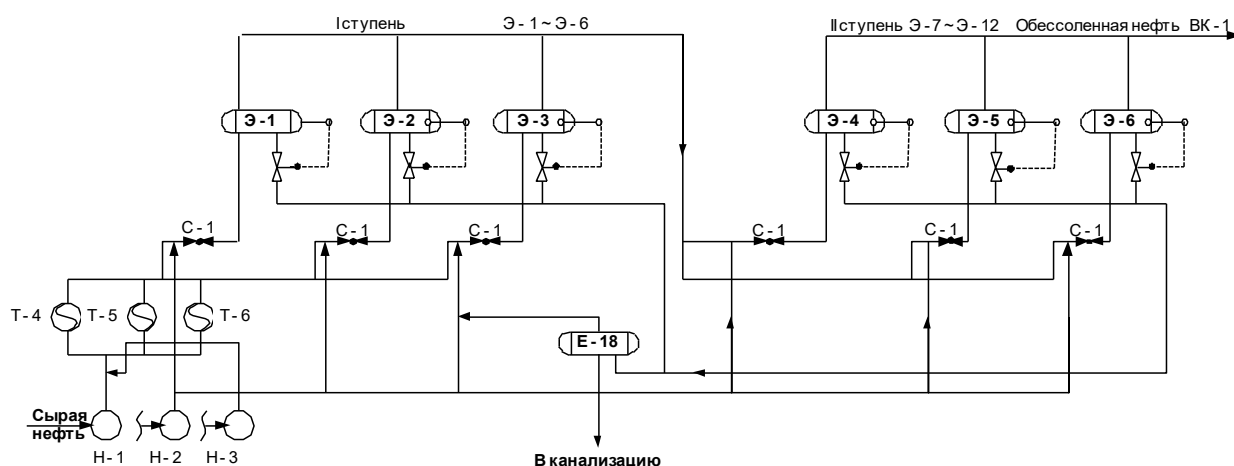 Iступень Э-1~Э-6 IIступень Э-7~Э-12 Обессоленная нефть ВК-1
Э-1 Э-2 Э-3 Э-4 Э-5 Э-6
С-1 С-1 С-1 С-1 С-1 С-1
Т-4 Т-5 Т-6
Е-18
Сырая
нефть
Н-1 Н-2 Н-3
В канализацию